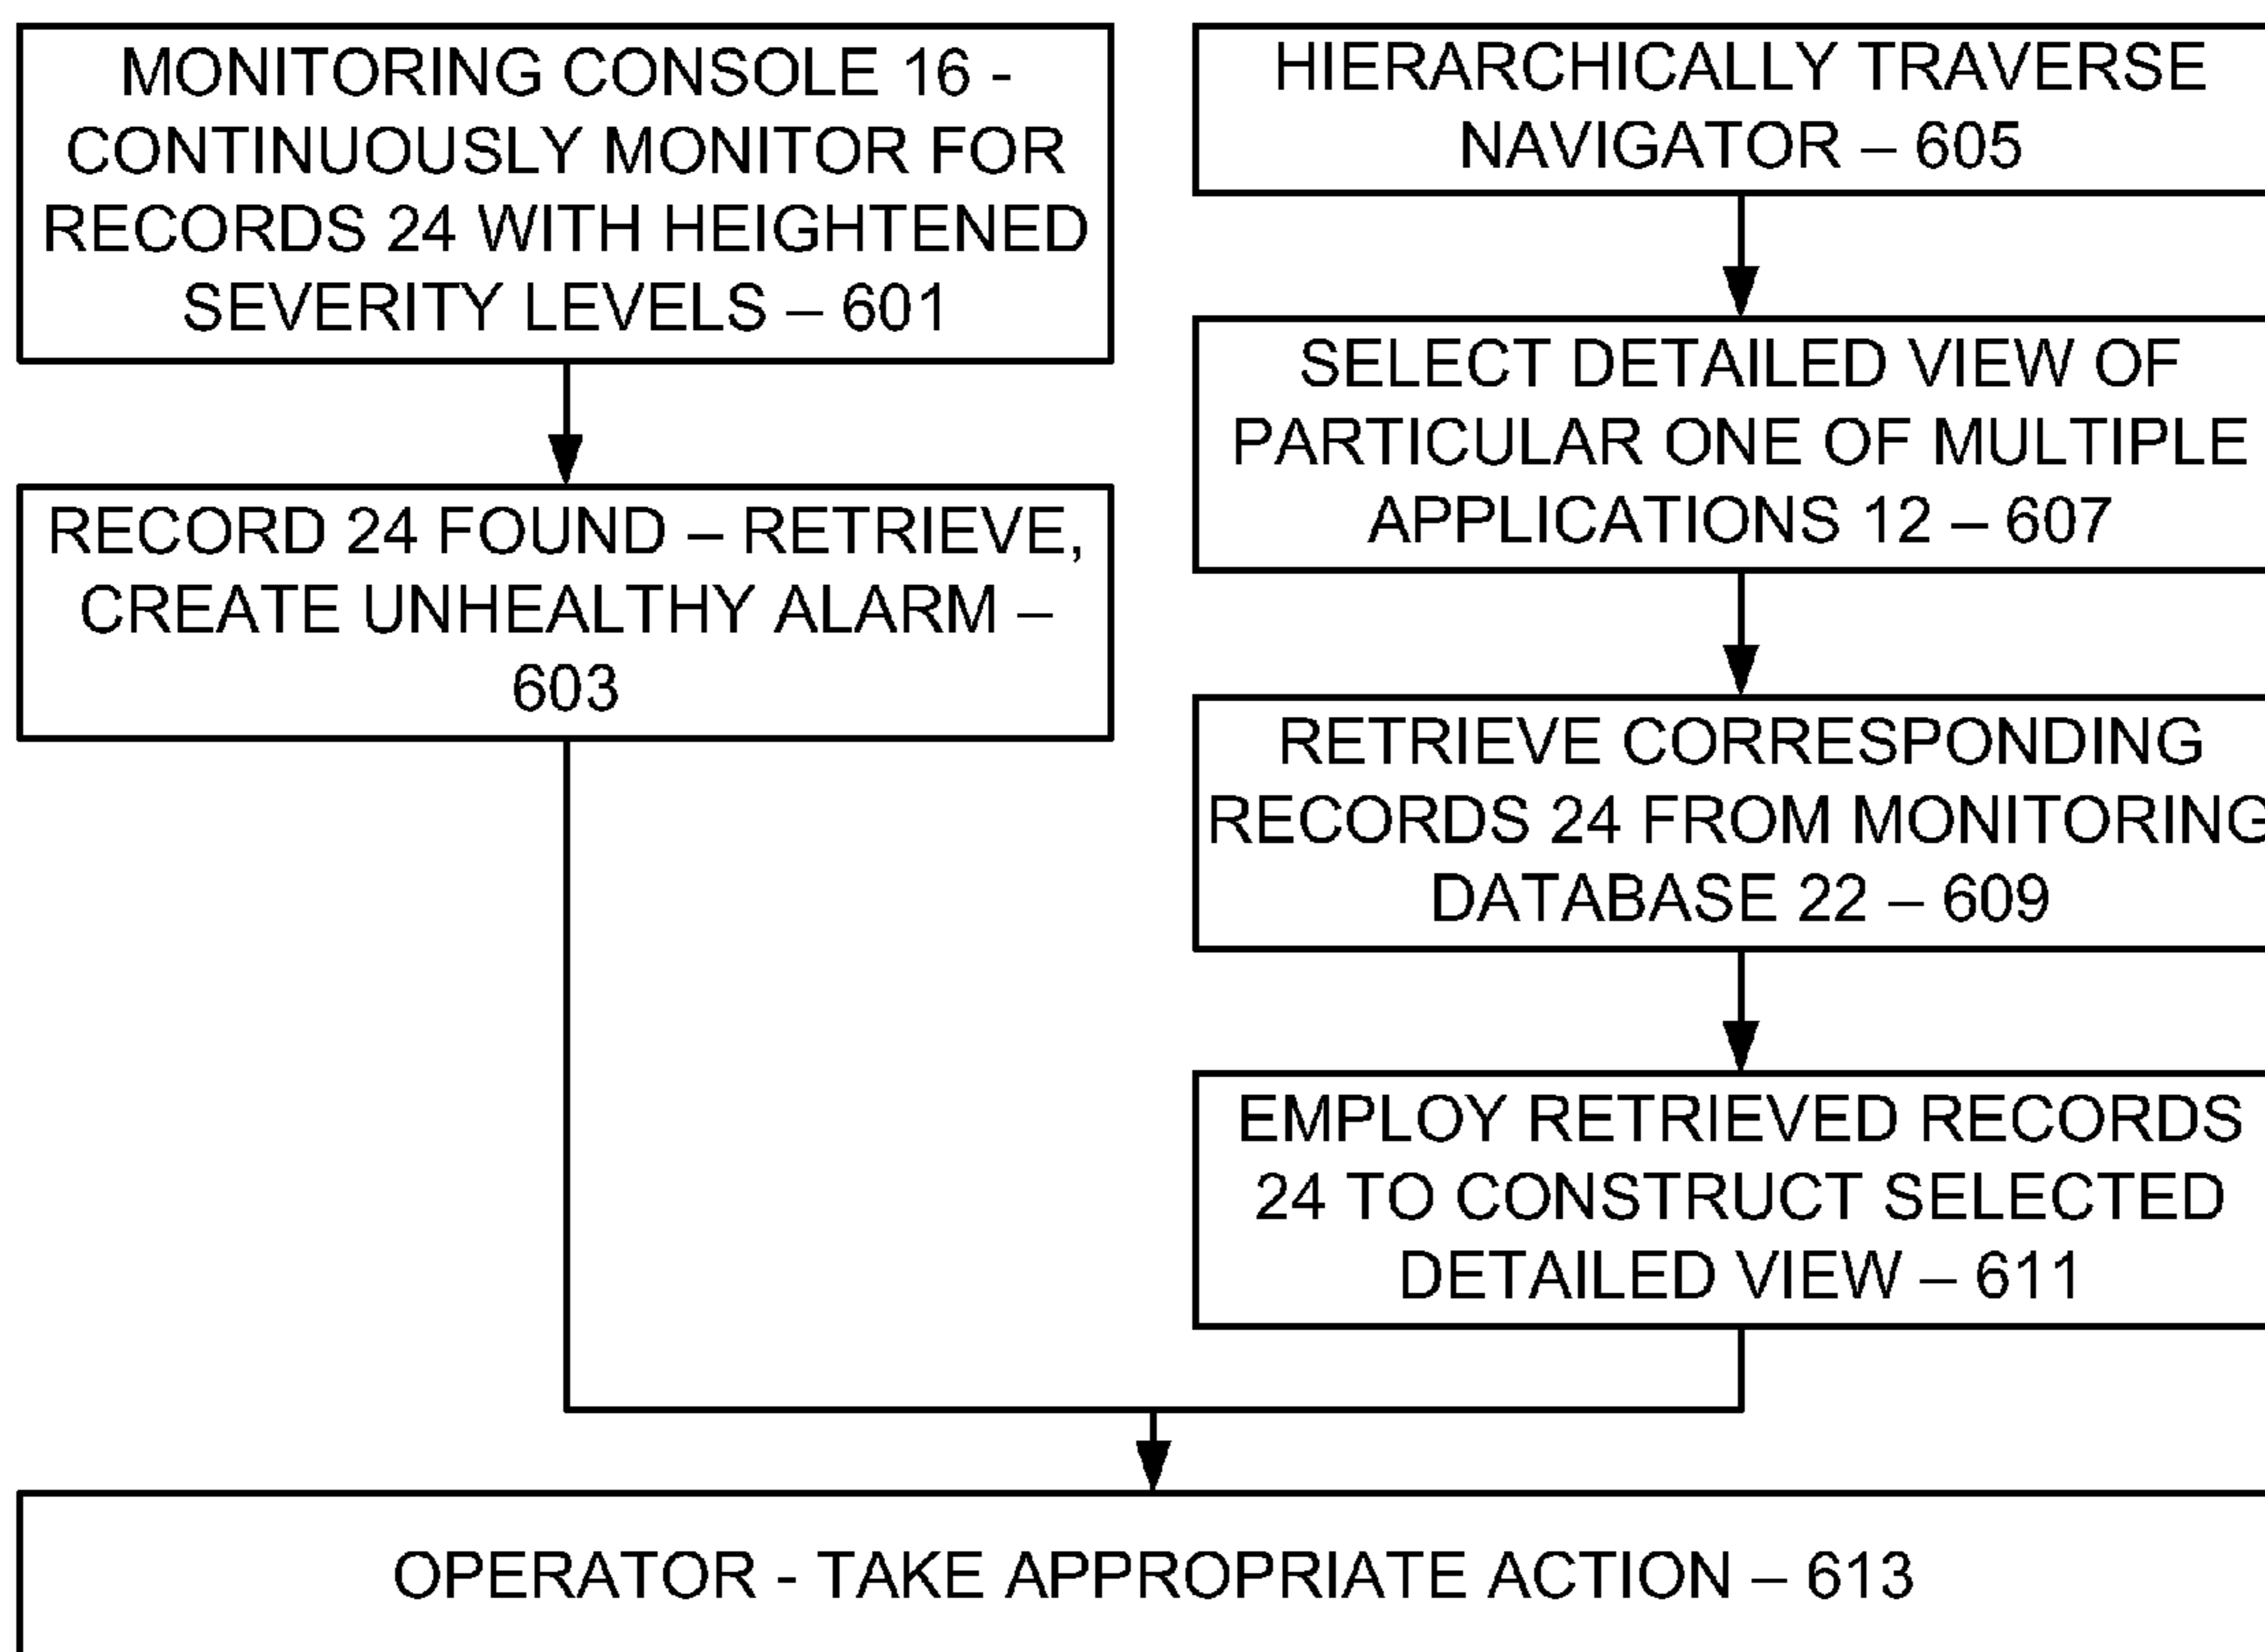 MONITORING CONSOLE 16 -
CONTINUOUSLY MONITOR FOR
RECORDS 24 WITH HEIGHTENED
SEVERITY LEVELS – 601
RECORD 24 FOUND – RETRIEVE,
CREATE UNHEALTHY ALARM –
603
HIERARCHICALLY TRAVERSE
NAVIGATOR – 605
SELECT DETAILED VIEW OF
PARTICULAR ONE OF MULTIPLE
APPLICATIONS 12 – 607
RETRIEVE CORRESPONDING
RECORDS 24 FROM MONITORING
DATABASE 22 – 609
EMPLOY RETRIEVED RECORDS
24 TO CONSTRUCT SELECTED
DETAILED VIEW – 611
OPERATOR - TAKE APPROPRIATE ACTION – 613